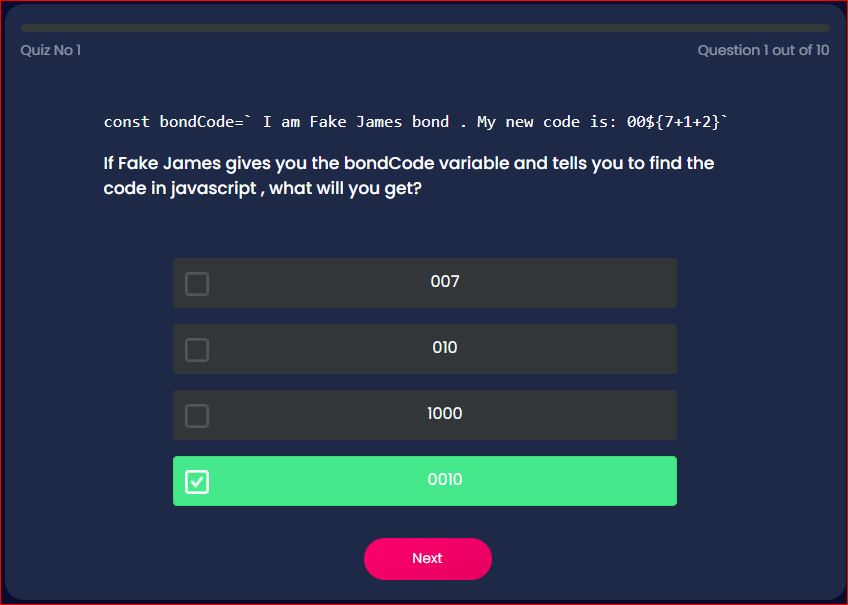 Quiz No 1
Question 1 out of 10
const bondCode=` I am Fake James bond . My new code is: 00${7+1+2}`
If Fake James gives you the bondCode variable and tells you to find the
code in javascript , what will you get?
007
010
1000
0010
Next